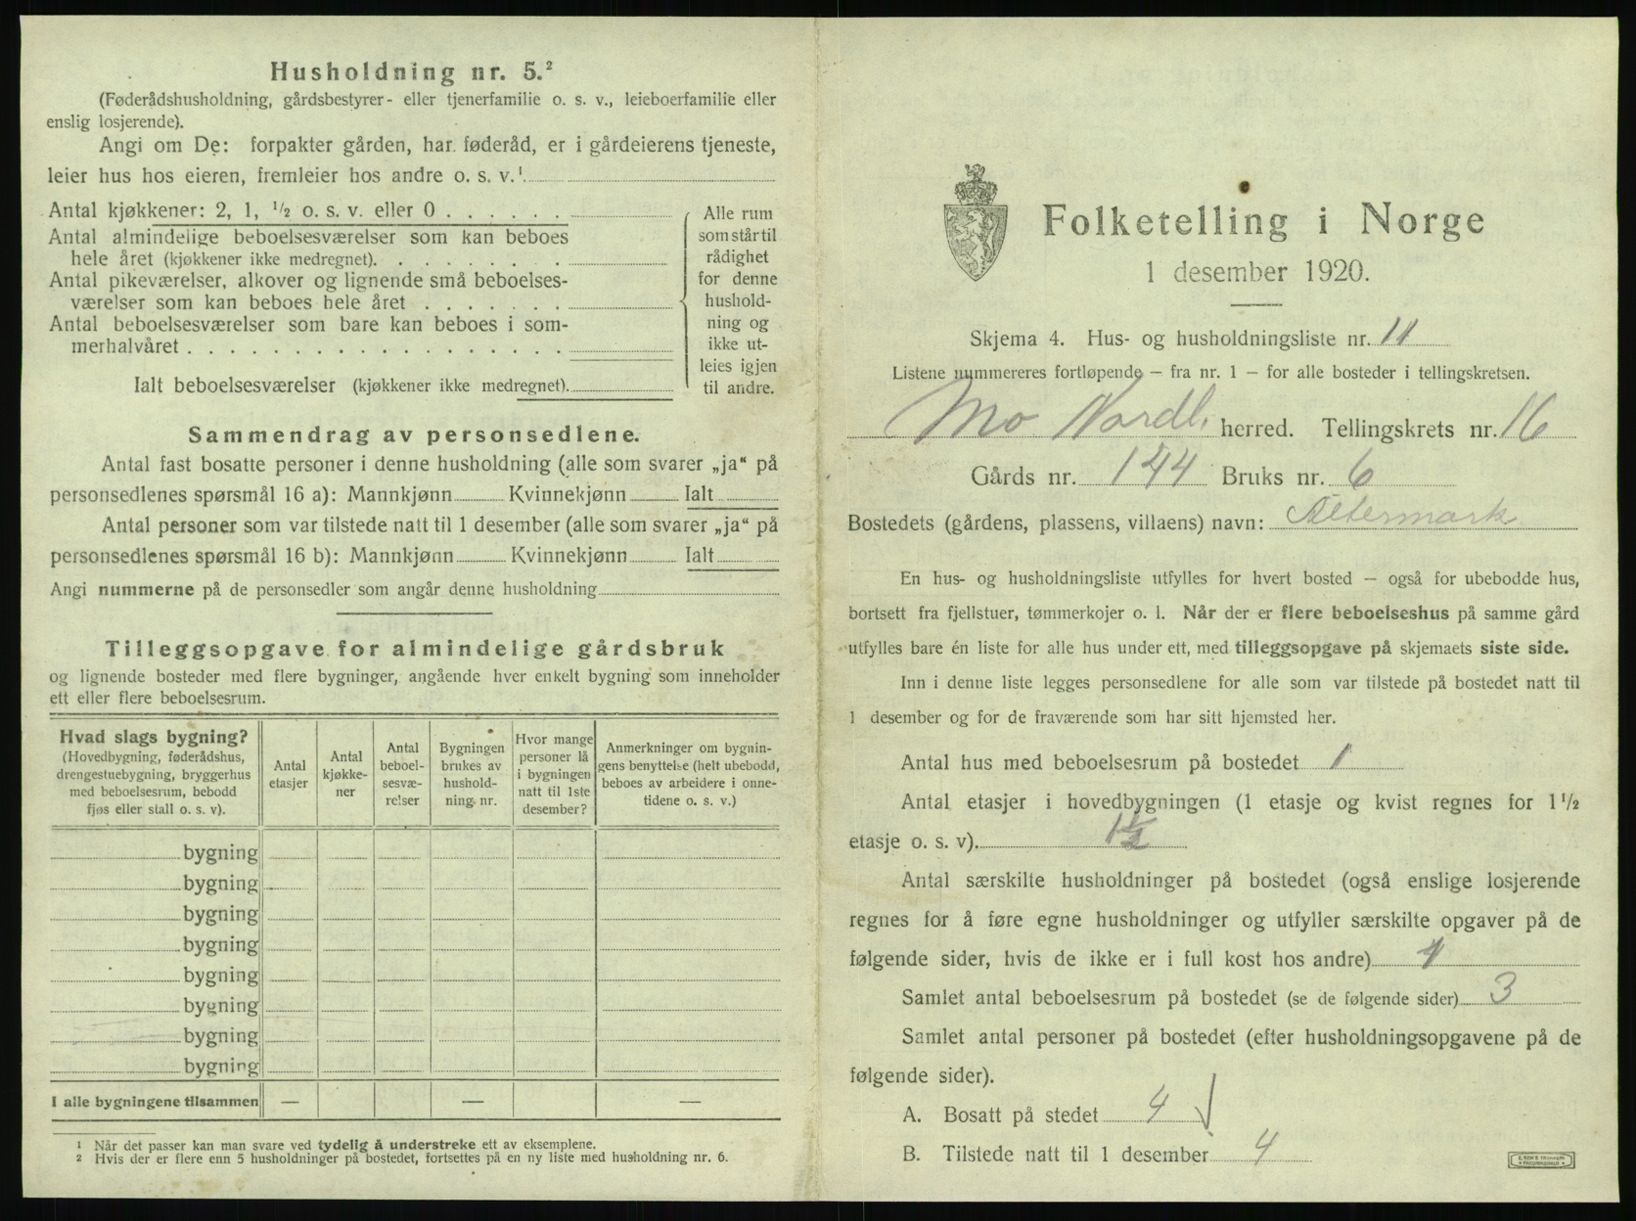 Husholdning nr. 5.²
(Føderådshusholdning, gårdsbestyrer- eller tjenerfamilie o. s. v., leieboerfamilie eller
enslig losjerende).
Angi om De: forpakter gården, har føderåd, er i gårdeierens tjeneste,
leier hus hos eieren, fremleier hos andre o. s. v.¹
Antal kjøkkener: 2, 1, ½ o. s. v. eller 0 . . . . . .
Antal almindelige beboelsesværelser som kan beboes
hele året (kjøkkener ikke medregnet). . . . . . . .
Antal pikeværelser, alkover og lignende små beboelses-
værelser som kan beboes hele året . . . . . . .
Antal beboelsesværelser som bare kan beboes i som-
merhalvåret . . . . . . . . . . . . . . . . . .
Ialt beboelsesværelser (kjøkkener ikke medregnet).
Alle rum
som står til
rådighet
for denne
hushold-
ning og
ikke ut-
leies igjen
til andre.
Sammendrag av personsedlene.
Antal fast bosatte personer i denne husholdning (alle som svarer „ja“ på
personsedlenes spørsmål 16 a): Mannkjønn Kvinnekjønn Ialt
Antal personer som var tilstede natt til 1 desember (alle som svarer „ja“ på
personsedlenes spørsmål 16 b): Mannkjønn Kvinnekjønn Ialt
Angi nummerne på de personsedler som angår denne husholdning
Tilleggsopgave for almindelige gårdsbruk
og lignende bosteder med flere bygninger, angående hver enkelt bygning som inneholder
ett eller flere beboelsesrum.
Hvad slags bygning?
(Hovedbygning, føderådshus,
drengestuebygning, bryggerhus
med beboelsesrum, bebodd
fjøs eller stall o. s. v).
Antal
etasjer
Antal
kjøkke-
ner
Antal
beboel-
sesvæ-
relser
Bygningen
brukes av
hushold-
ning. nr.
Hvor mange
personer lå
i bygningen
natt til 1ste
desember?
Anmerkninger om bygnin-
gens benyttelse (helt ubebodd,
beboes av arbeidere i onne-
tidene o. s. v.)
bygning
bygning
bygning
bygning
bygning
bygning
bygning
bygning
I alle bygningene tilsammen — — —
¹ Når det passer kan man svare ved tydelig å understreke ett av eksemplene.
² Hvis der er flere enn 5 husholdninger på bostedet, fortsettes på en ny liste med husholdning nr. 6.
Folketelling i Norge
1 desember 1920.
Skjema 4. Hus- og husholdningsliste nr. 11
Listene nummereres fortløpende — fra nr. 1 — for alle bosteder i tellingskretsen.
Mo Nordl. herred. Tellingskrets nr. 16
Gårds nr. 144 Bruks nr. 6
Bostedets (gårdens, plassens, villaens) navn: Altermark
En hus- og husholdningsliste utfylles for hvert bosted — også for ubebodde hus,
bortsett fra fjellstuer, tømmerkojer o. l. Når der er flere beboelseshus på samme gård
utfylles bare én liste for alle hus under ett, med tilleggsopgave på skjemaets siste side.
Inn i denne liste legges personsedlene for alle som var tilstede på bostedet natt til
1 desember og for de fraværende som har sitt hjemsted her.
Antal hus med beboelsesrum på bostedet 1
Antal etasjer i hovedbygningen (1 etasje og kvist regnes for 1½
etasje o. s. v). 1½
Antal særskilte husholdninger på bostedet (også enslige losjerende
regnes for å føre egne husholdninger og utfyller særskilte opgaver på de
følgende sider, hvis de ikke er i full kost hos andre) 1
Samlet antal beboelsesrum på bostedet (se de følgende sider) 3
Samlet antal personer på bostedet (efter husholdningsopgavene på de
følgende sider).
A. Bosatt på stedet 4
B. Tilstede natt til 1 desember 4